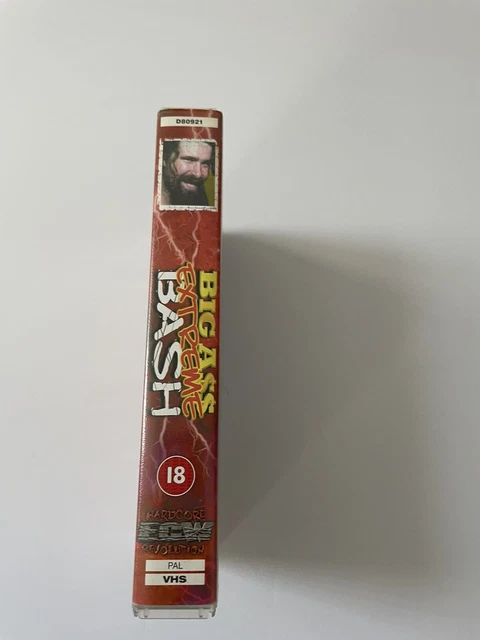 D80921
BIG ASS
EXTREME
BASH
18
HARDCORE
ECW
REVOLUTION
PAL
VHS